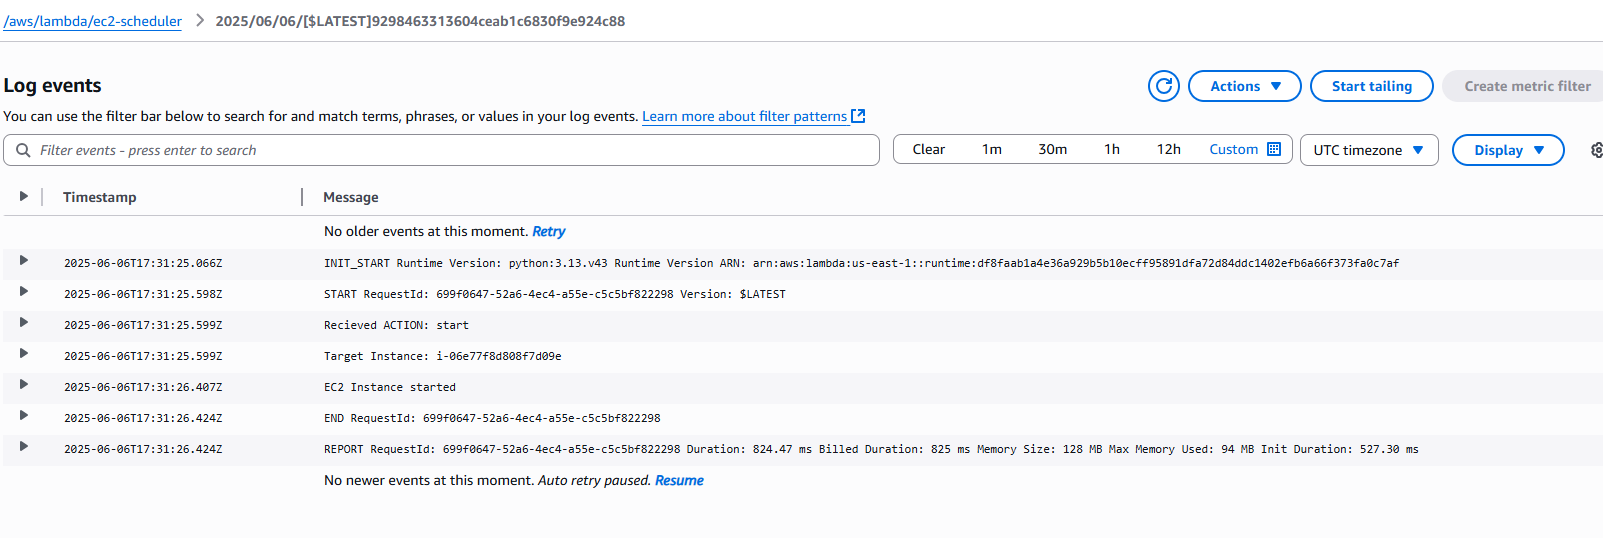 /aws/lambda/ec2-scheduler > 2025/06/06/[$LATEST]9298463313604ceab1c6830f9e924c88
Log events
Actions
Start tailing
Create metric filter
You can use the filter bar below to search for and match terms, phrases, or values in your log events. Learn more about filter patterns
Filter events - press enter to search
Clear 1m 30m 1h 12h Custom
UTC timezone
Display
Timestamp Message
No older events at this moment. Retry
2025-06-06T17:31:25.066Z INIT_START Runtime Version: python:3.13.v43 Runtime Version ARN: arn:aws:lambda:us-east-1::runtime:df8faab1a4e36a929b5b10ecff95891dfa72d84ddc1402efb6a66f373fa0c7af
2025-06-06T17:31:25.598Z START RequestId: 699f0647-52a6-4ec4-a55e-c5c5bf822298 Version: $LATEST
2025-06-06T17:31:25.599Z Recieved ACTION: start
2025-06-06T17:31:25.599Z Target Instance: i-06e77f8d808f7d09e
2025-06-06T17:31:26.407Z EC2 Instance started
2025-06-06T17:31:26.424Z END RequestId: 699f0647-52a6-4ec4-a55e-c5c5bf822298
2025-06-06T17:31:26.424Z REPORT RequestId: 699f0647-52a6-4ec4-a55e-c5c5bf822298 Duration: 824.47 ms Billed Duration: 825 ms Memory Size: 128 MB Max Memory Used: 94 MB Init Duration: 527.30 ms
No newer events at this moment. Auto retry paused. Resume